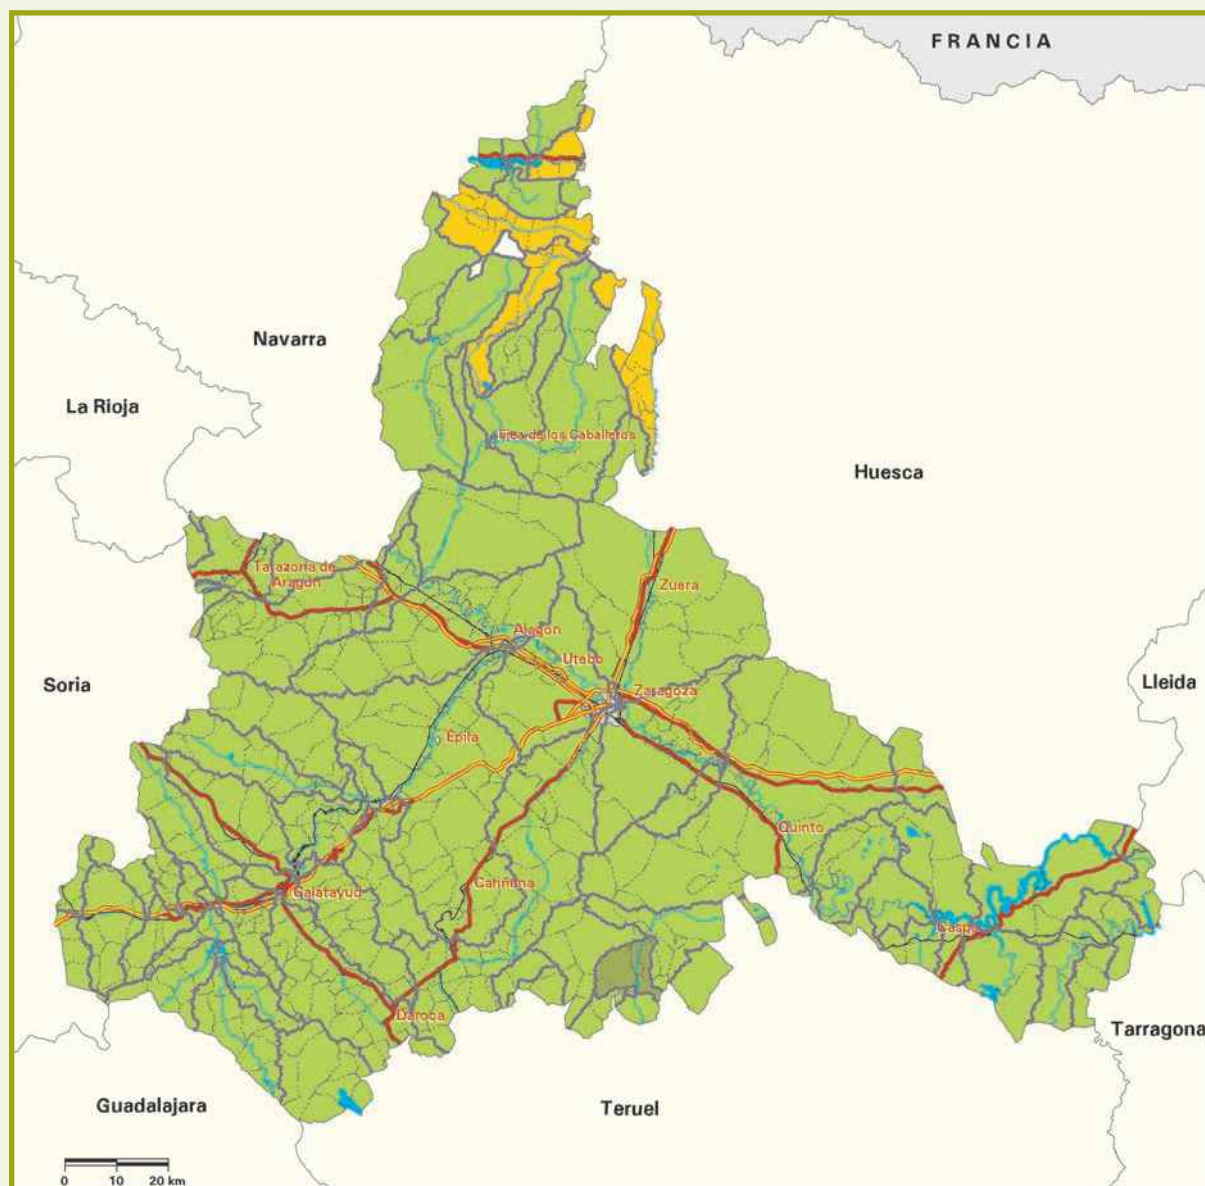 FRANCIA
Navarra
La Rioja
Ejea de los Caballeros
Huesca
Tarazona de
Aragón
Zuera
Alagón
Utebo
Soria
Lleida
Zaragoza
Épila
Quinto
Calatayud
Cariñena
Caspe
Daroca
Tarragona
Guadalajara
Teruel
0 10 20 km